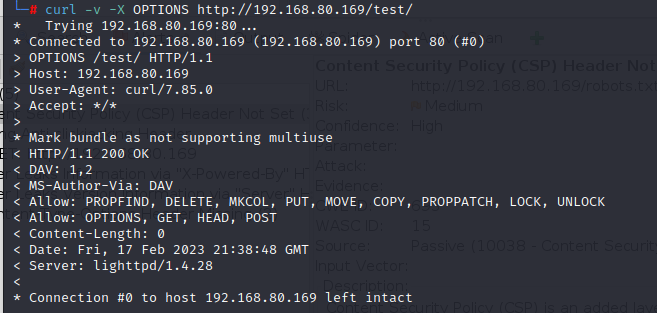 # curl -v -X OPTIONS http://192.168.80.169/test/
* Trying 192.168.80.169:80...
* Connected to 192.168.80.169 (192.168.80.169) port 80 (#0)
> OPTIONS /test/ HTTP/1.1
> Host: 192.168.80.169
> User-Agent: curl/7.85.0
> Accept: */*
>
* Mark bundle as not supporting multiuse
< HTTP/1.1 200 OK
< DAV: 1,2
< MS-Author-Via: DAV
< Allow: PROPFIND, DELETE, MKCOL, PUT, MOVE, COPY, PROPPATCH, LOCK, UNLOCK
< Allow: OPTIONS, GET, HEAD, POST
< Content-Length: 0
< Date: Fri, 17 Feb 2023 21:38:48 GMT
< Server: lighttpd/1.4.28
<
* Connection #0 to host 192.168.80.169 left intact
Content Security Policy (CSP) Header Not
URL: http://192.168.80.169/robots.tx
Risk: Medium
Confidence: High
Parameter:
Attack:
Evidence:
WASC ID: 15
Source: Passive (10038 - Content Securit
Input Vector:
Description:
Content Security Policy (CSP) is an added laye